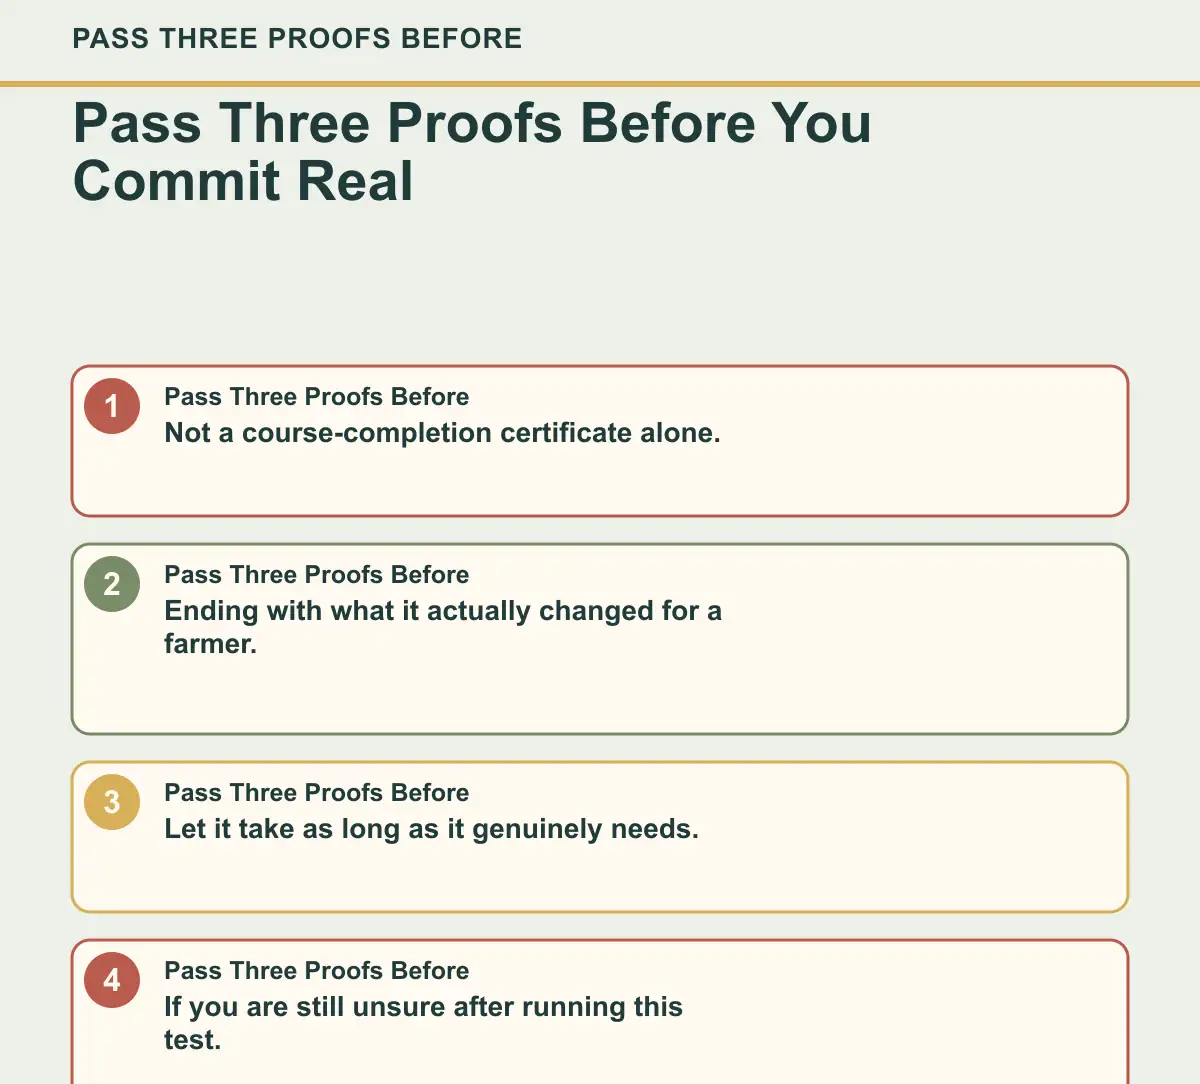 PASS THREE PROOFS BEFORE
Pass Three Proofs Before You
Commit Real
1
Pass Three Proofs Before
Not a course-completion certificate alone.
2
Pass Three Proofs Before
Ending with what it actually changed for a
farmer.
3
Pass Three Proofs Before
Let it take as long as it genuinely needs.
4
Pass Three Proofs Before
If you are still unsure after running this
test.